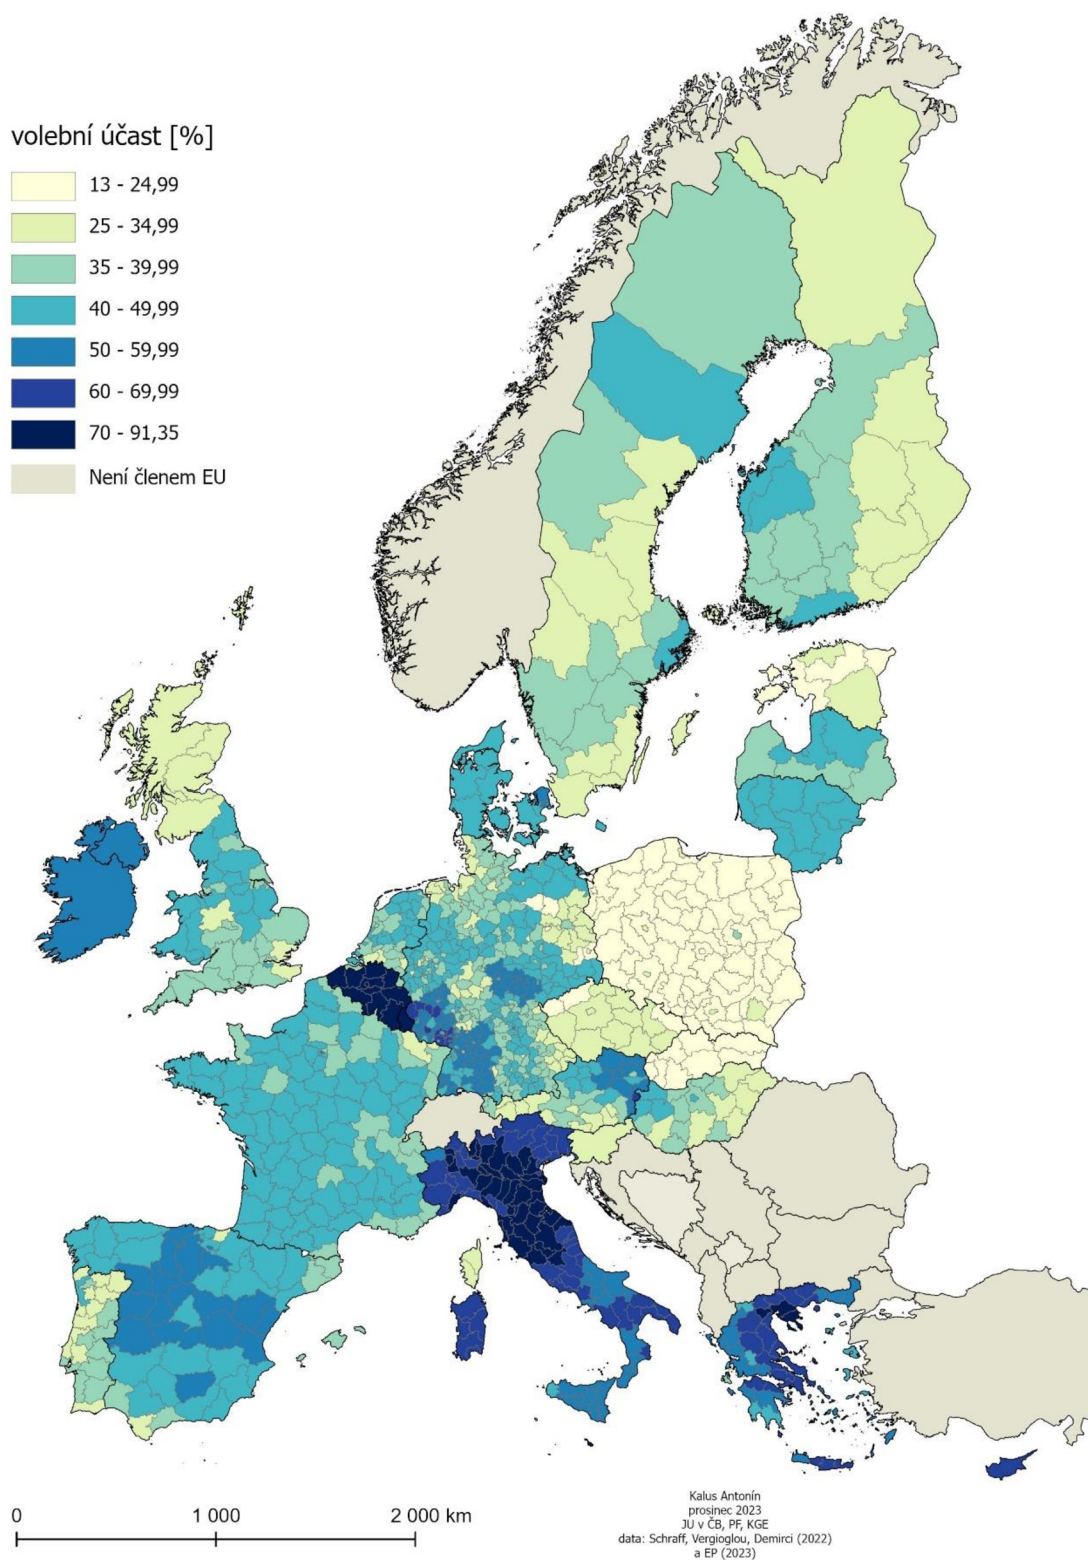 volební účast [%]
13 - 24,99
25 - 34,99
35 - 39,99
40 - 49,99
50 - 59,99
60 - 69,99
70 - 91,35
Není členem EU
0 1 000 2 000 km
Kalus Antonín
prosinec 2023
JU v ČB, PF, KGE
data: Schraff, Vergioglou, Demirci (2022)
a EP (2023)